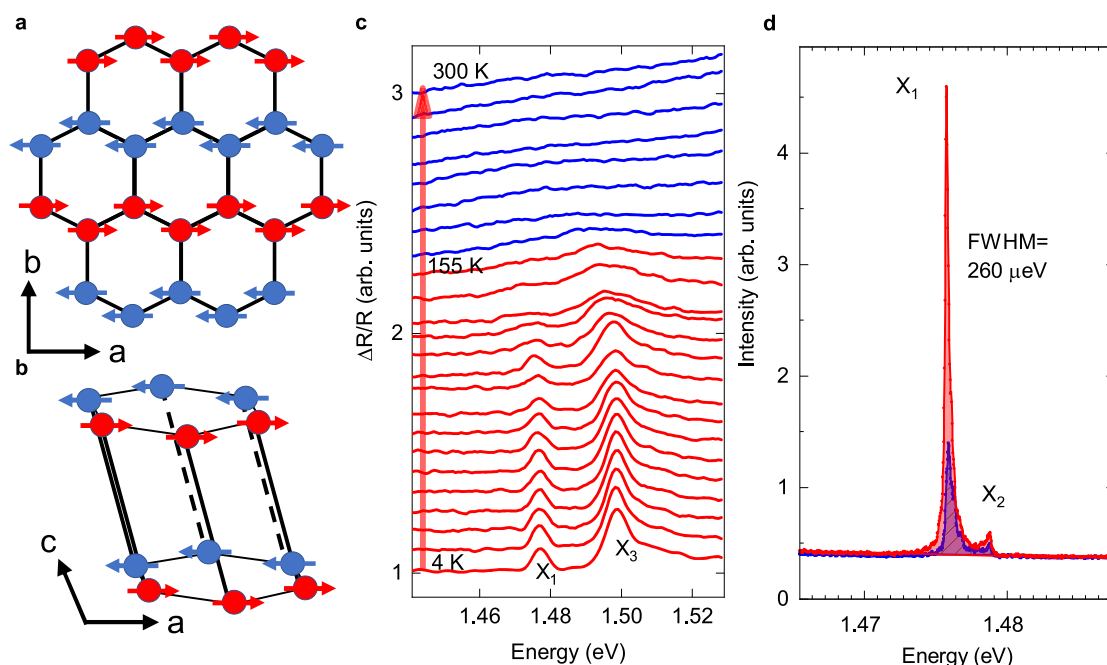 a
b
a
b
c
a
c
3
2
1
ΔR/R (arb. units)
300 K
155 K
4 K
X1
X3
1.46
1.48
1.50
1.52
Energy (eV)
d
4
3
2
1
0
Intensity (arb. units)
X1
FWHM=
260 μeV
X2
1.47
1.48
Energy (eV)